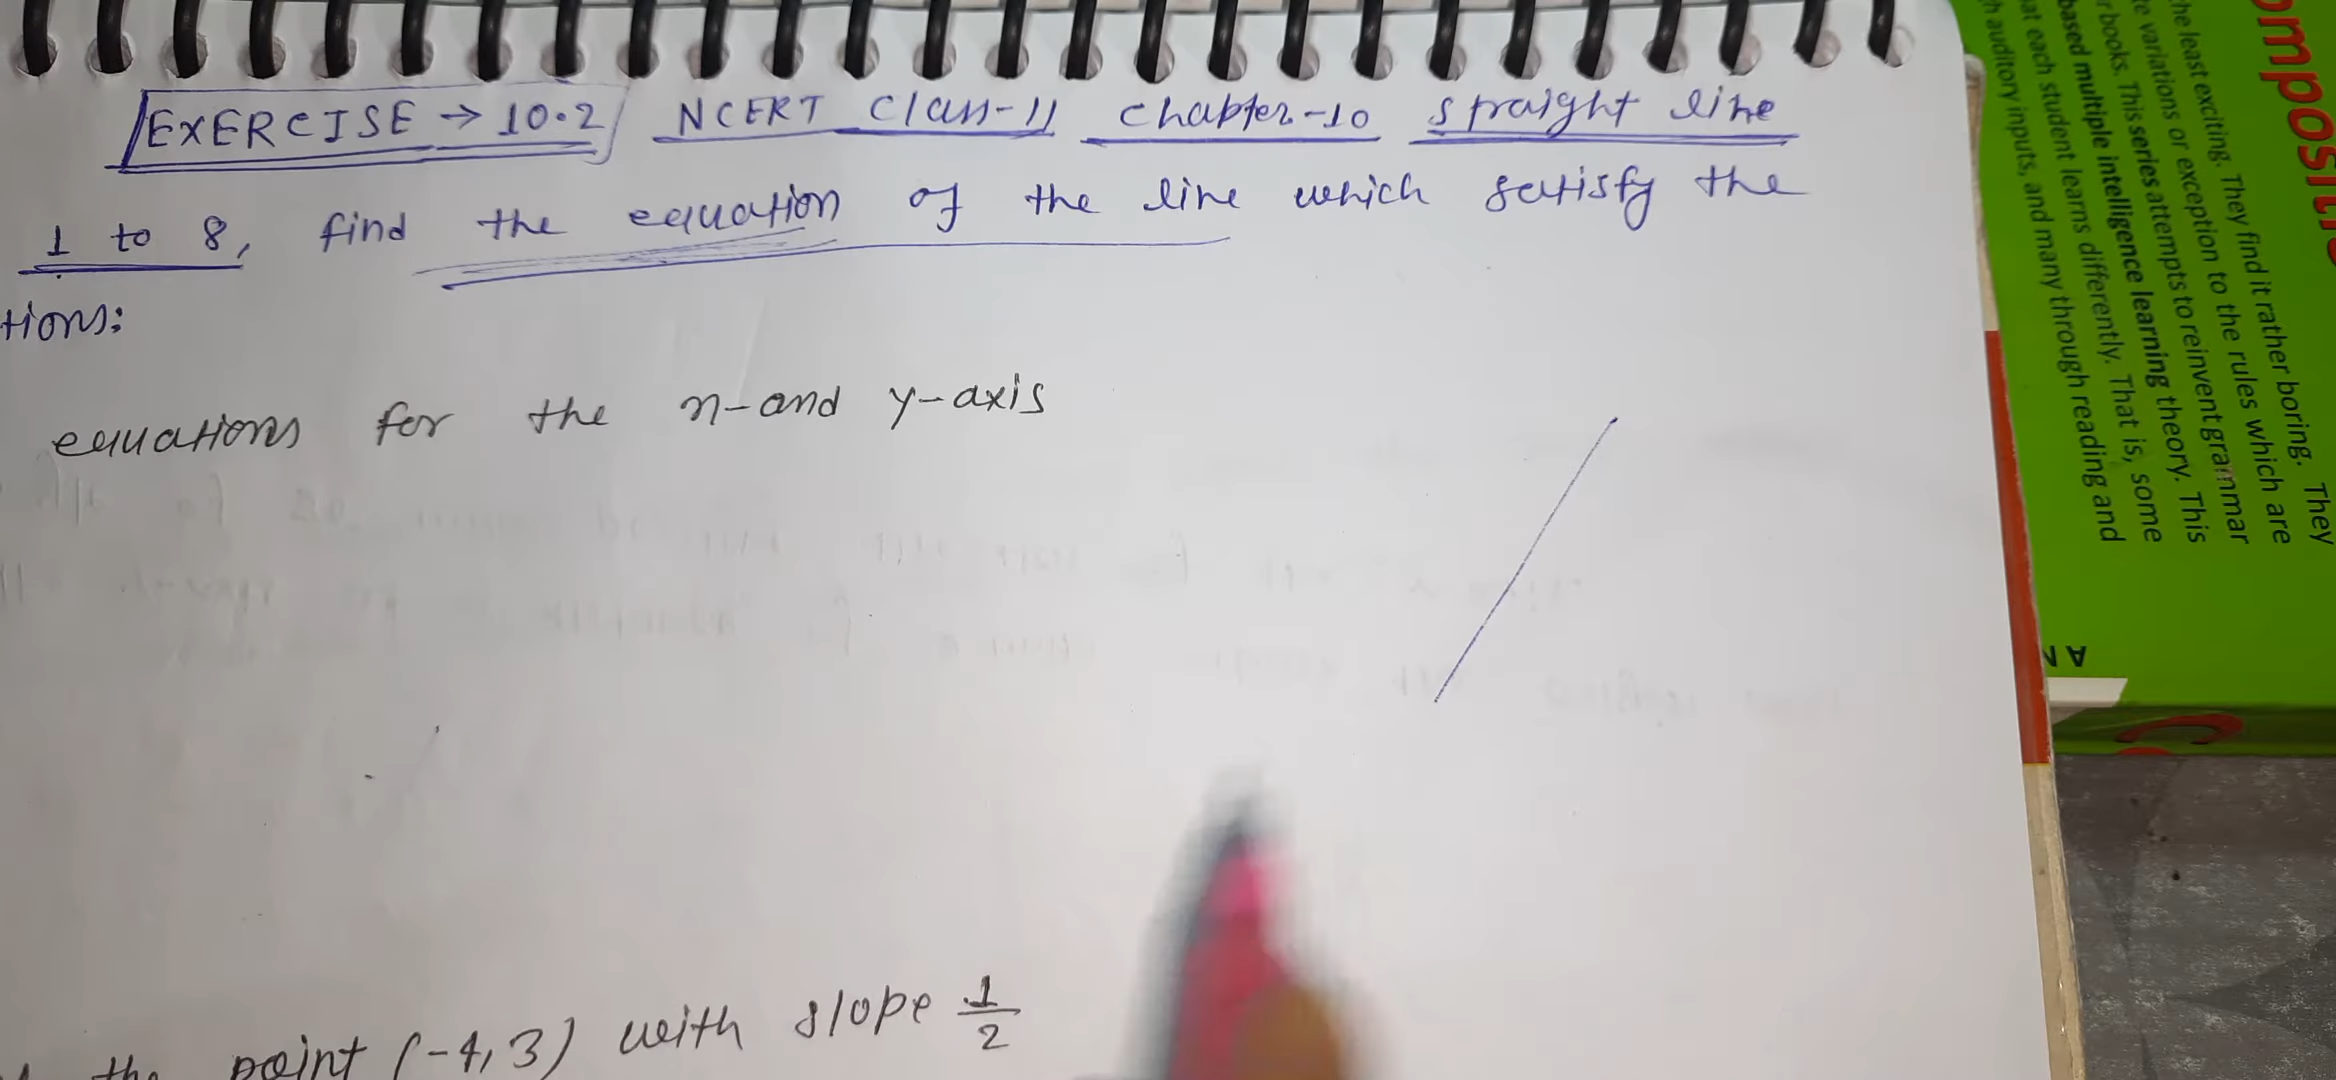 EXERCISE → 10.2 NCERT Class-11 Chapter-10 straight line
1 to 8, find the equation of the line which satisfy the
tions:
equations for the x-and y-axis
the point (-4,3) with slope 1/2
omposit
the least exciting. They find it rather boring. They
variations or exception to the rules which are
books. This series attempts to reinvent grammar
based multiple intelligence learning theory. This
at each student learns differently. That is, some
h auditory inputs, and many through reading and